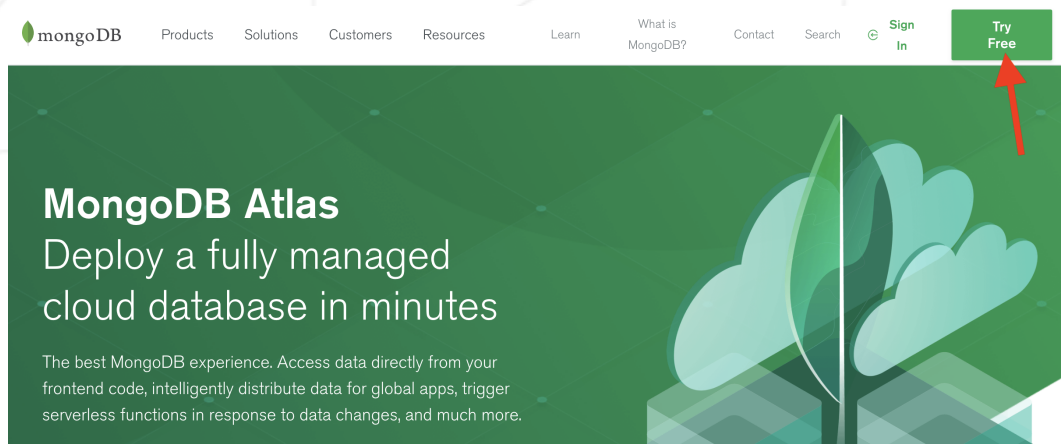 mongoDB
Products
Solutions
Customers
Resources
Learn
What is
MongoDB?
Contact
Search
Sign
In
Try
Free
MongoDB Atlas
Deploy a fully managed
cloud database in minutes
The best MongoDB experience. Access data directly from your
frontend code, intelligently distribute data for global apps, trigger
serverless functions in response to data changes, and much more.